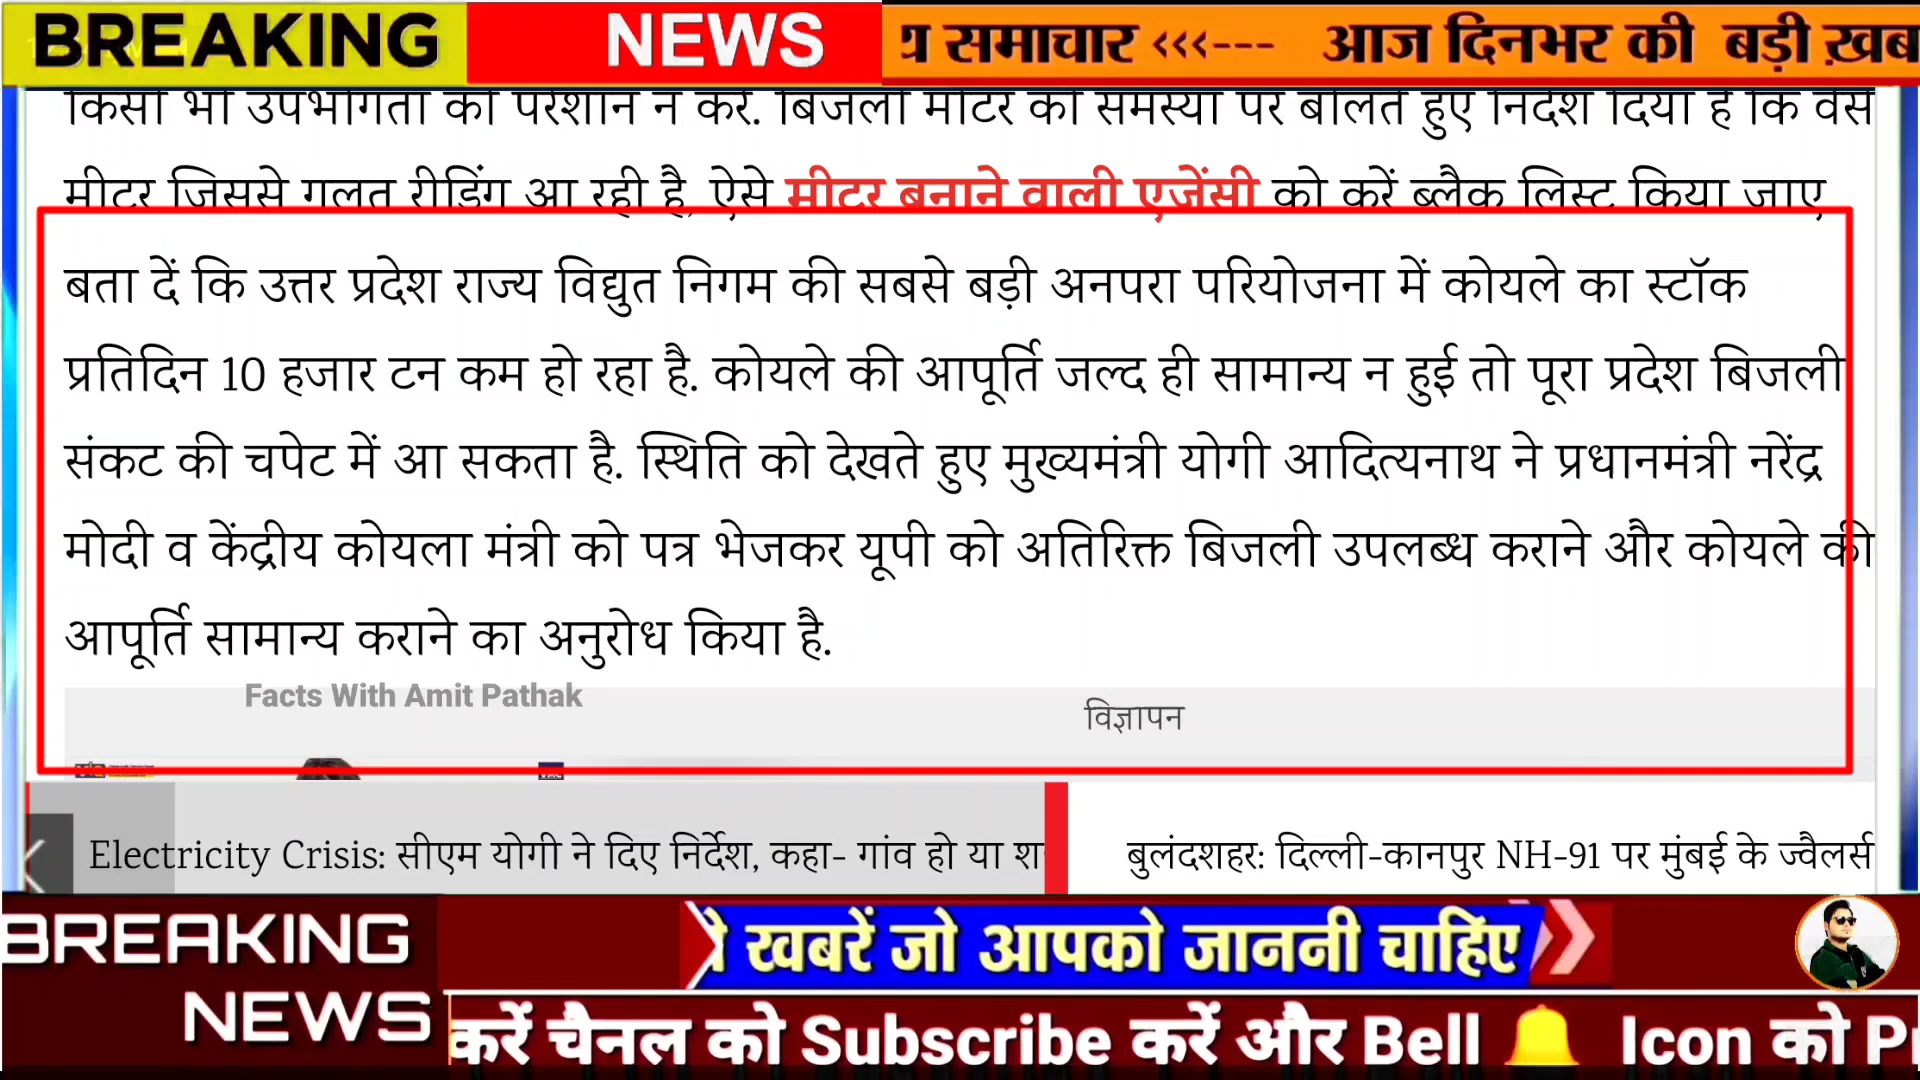 BREAKING NEWS समाचार <<<--- आज दिनभर की बड़ी ख़ब
किसी भी उपभोगता को परेशान न करें. बिजली मीटर की समस्या पर बोलते हुए निर्देश दिया है कि वैसे
मीटर जिससे गलत रीडिंग आ रही है, ऐसे मीटर बनाने वाली एजेंसी को करें ब्लैक लिस्ट किया जाए
बता दें कि उत्तर प्रदेश राज्य विद्युत निगम की सबसे बड़ी अनपरा परियोजना में कोयले का स्टॉक
प्रतिदिन 10 हजार टन कम हो रहा है. कोयले की आपूर्ति जल्द ही सामान्य न हुई तो पूरा प्रदेश बिजली
संकट की चपेट में आ सकता है. स्थिति को देखते हुए मुख्यमंत्री योगी आदित्यनाथ ने प्रधानमंत्री नरेंद्र
मोदी व केंद्रीय कोयला मंत्री को पत्र भेजकर यूपी को अतिरिक्त बिजली उपलब्ध कराने और कोयले की
आपूर्ति सामान्य कराने का अनुरोध किया है.
Facts With Amit Pathak
विज्ञापन
Electricity Crisis: सीएम योगी ने दिए निर्देश, कहा- गांव हो या श
बुलंदशहर: दिल्ली-कानपुर NH-91 पर मुंबई के ज्वैलर्स
BREAKING
NEWS
खबरें जो आपको जाननी चाहिए
करें चैनल को Subscribe करें और Bell Icon को P